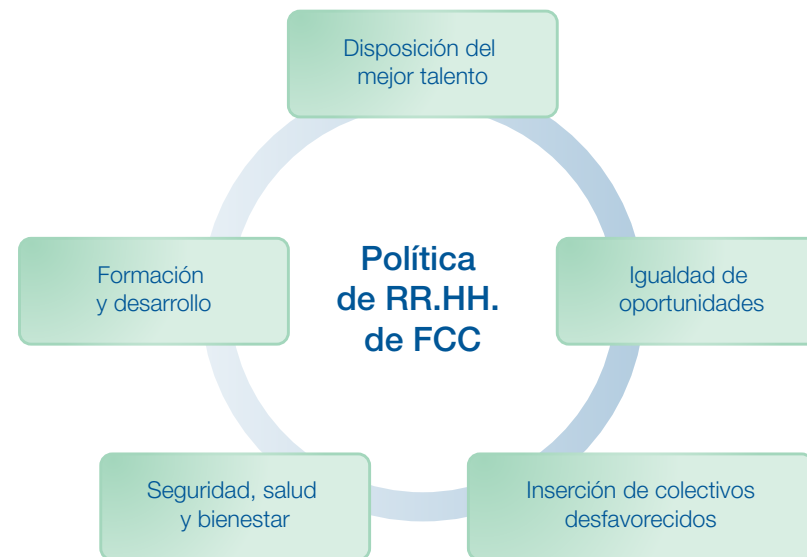 Disposición del
mejor talento
Formación
y desarrollo
Política
de RR.HH.
de FCC
Igualdad de
oportunidades
Seguridad, salud
y bienestar
Inserción de colectivos
desfavorecidos